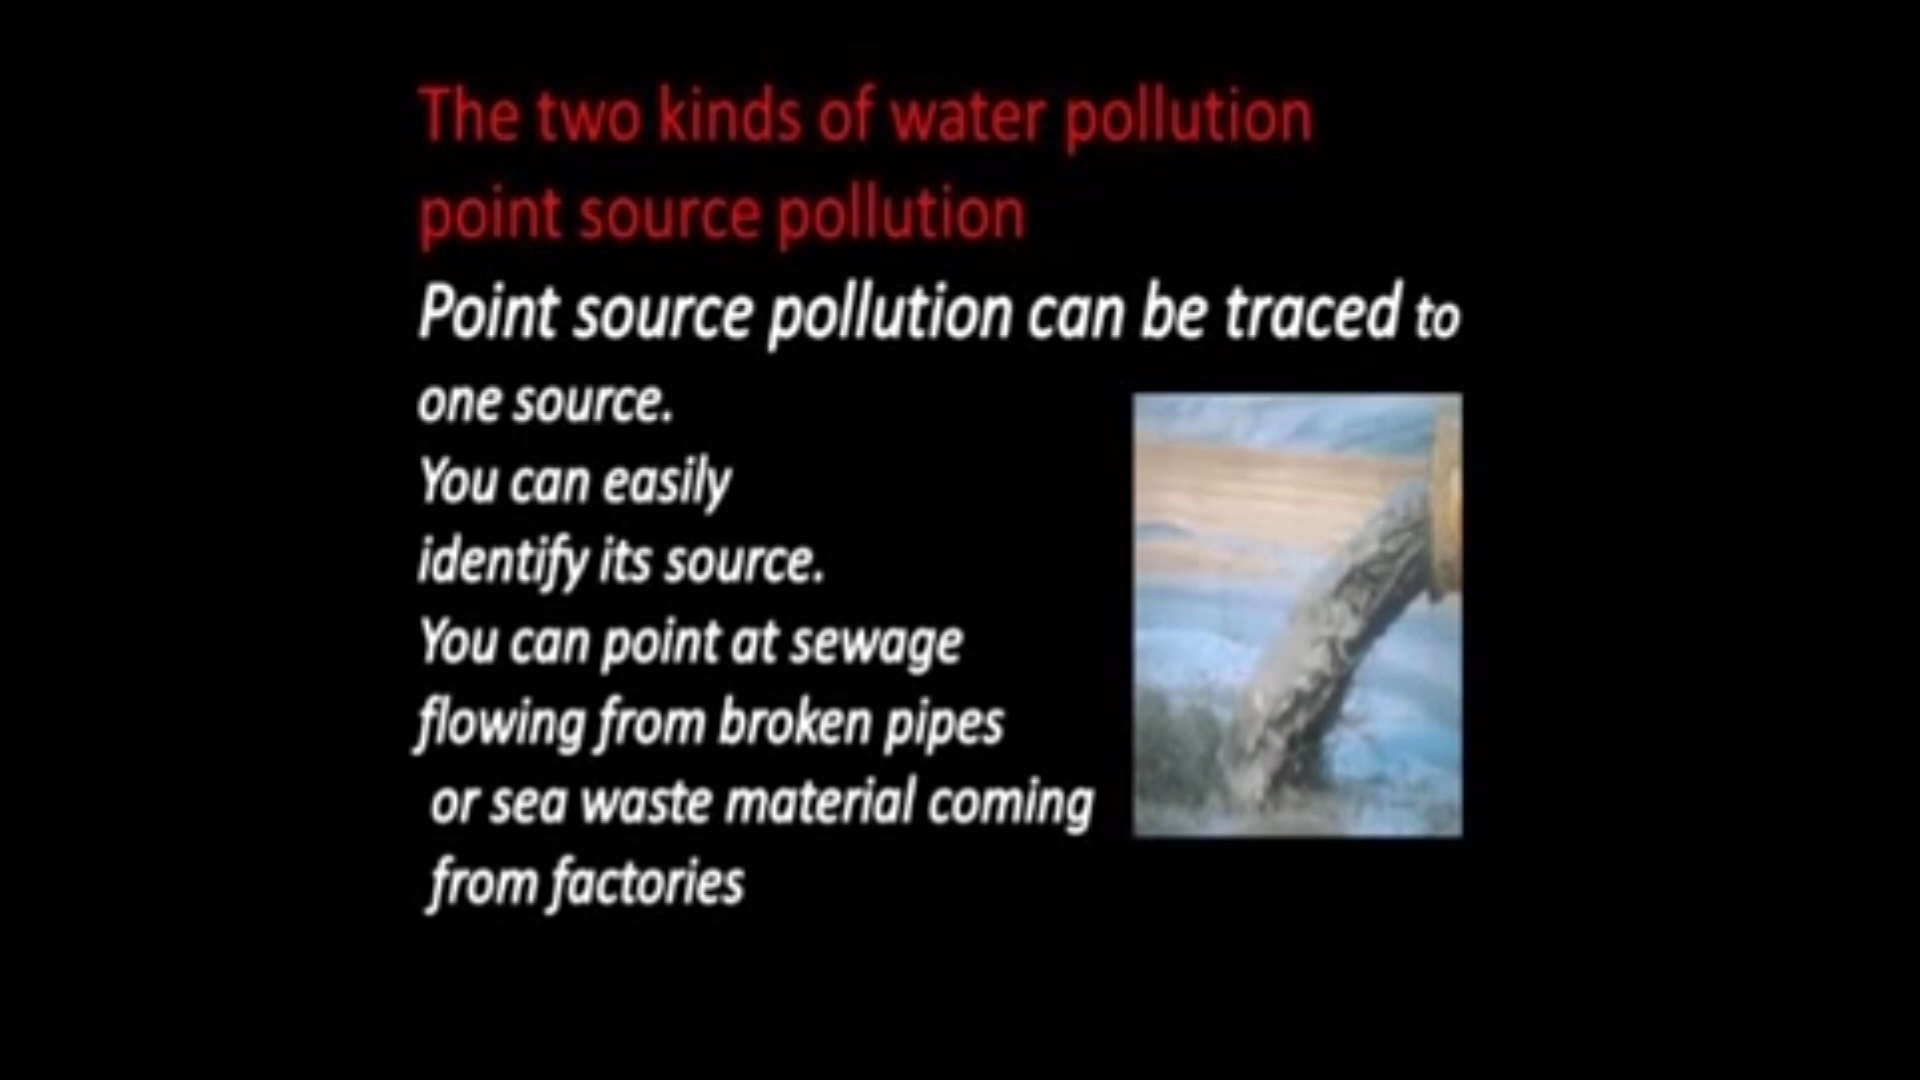 The two kinds of water pollution
point source pollution
Point source pollution can be traced to
one source.
You can easily
identify its source.
You can point at sewage
flowing from broken pipes
or sea waste material coming
from factories